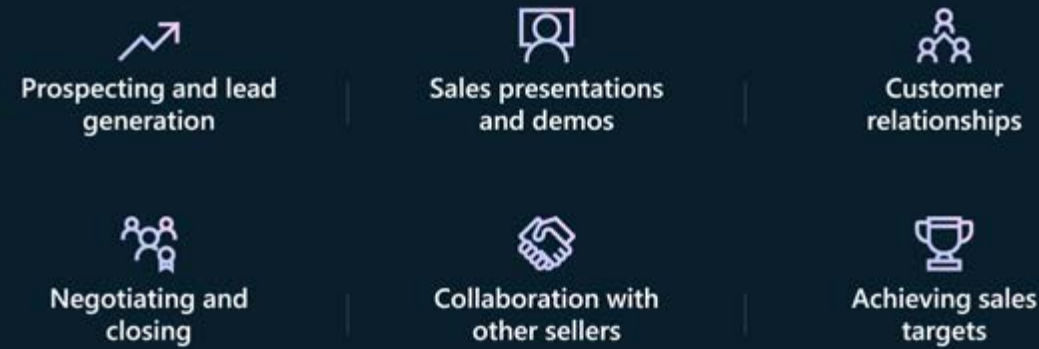 Prospecting and lead
generation
Sales presentations
and demos
Customer
relationships
Negotiating and
closing
Collaboration with
other sellers
Achieving sales
targets